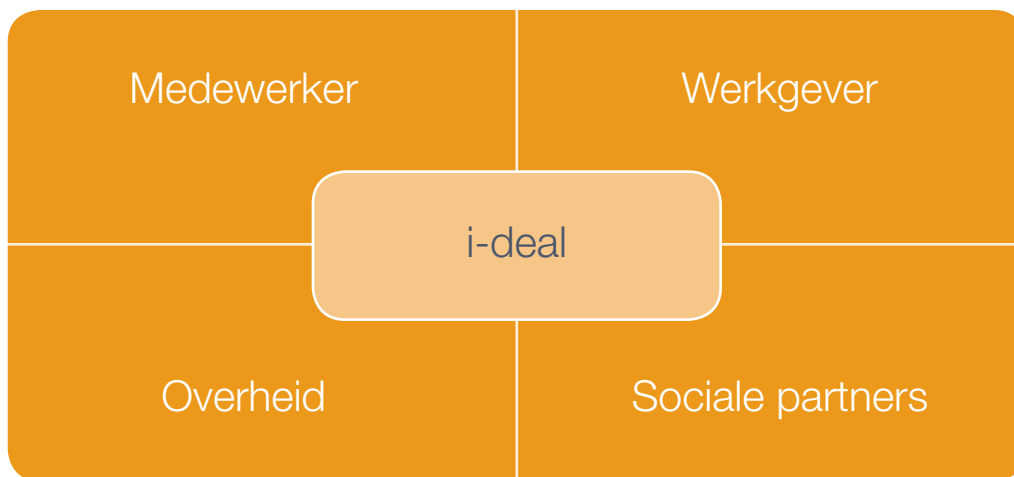 Medewerker
Werkgever
i-deal
Overheid
Sociale partners